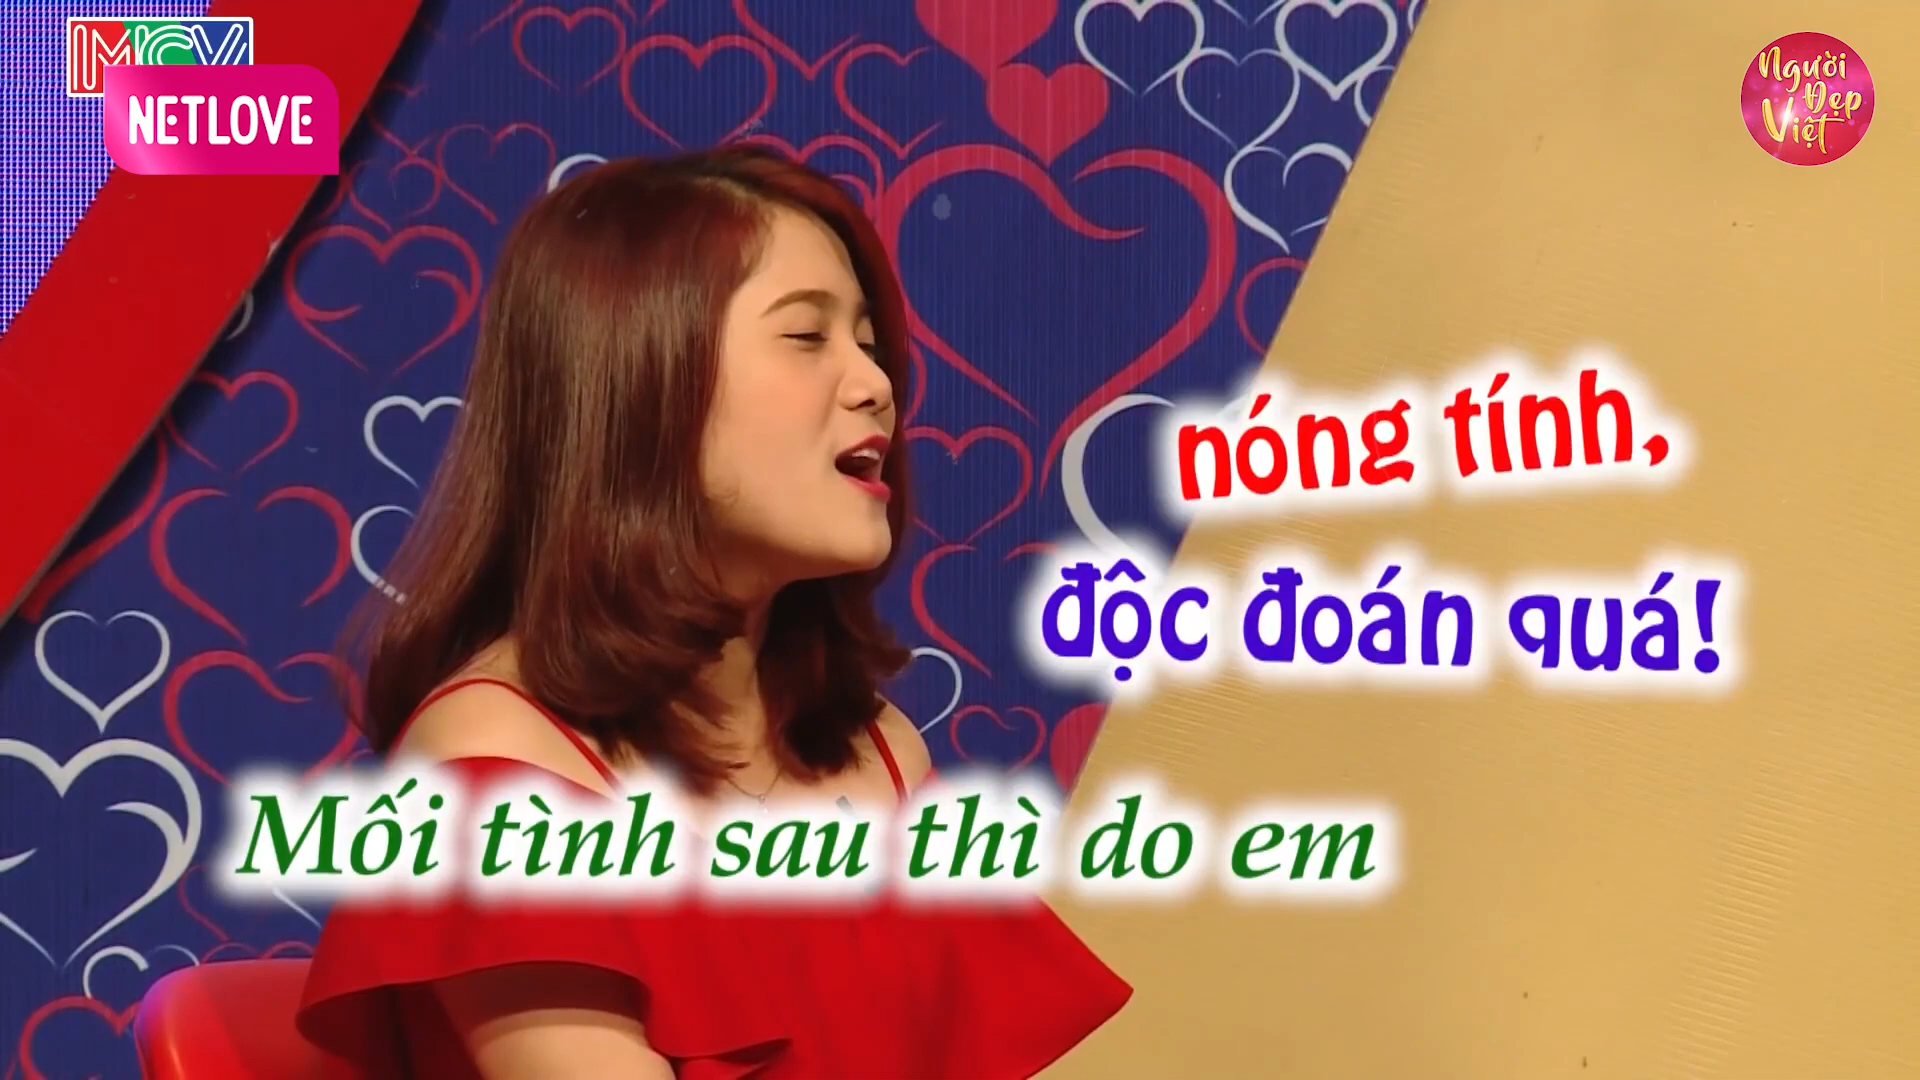 MCV
NETLOVE
Người
Đẹp
Việt
nóng tính,
độc đoán quá!
Mối tình sau thì do em